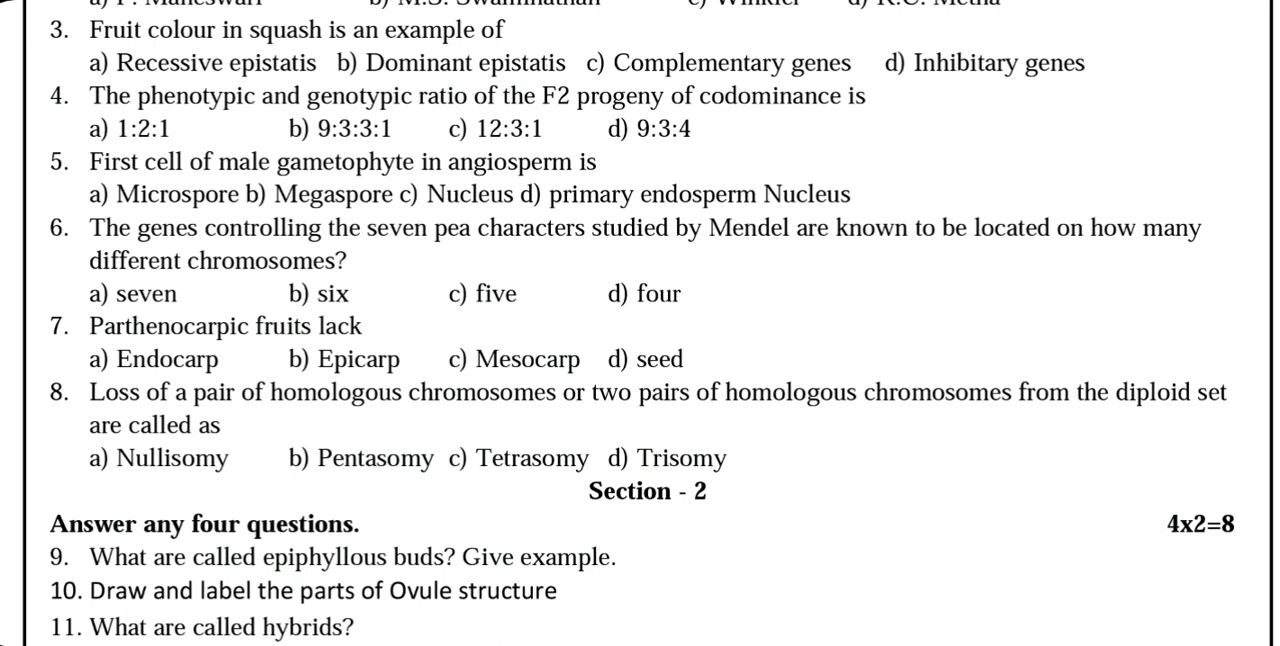 3. Fruit colour in squash is an example of
a) Recessive epistatis b) Dominant epistatis c) Complementary genes d) Inhibitary genes
4. The phenotypic and genotypic ratio of the F2 progeny of codominance is
a) 1:2:1 b) 9:3:3:1 c) 12:3:1 d) 9:3:4
5. First cell of male gametophyte in angiosperm is
a) Microspore b) Megaspore c) Nucleus d) primary endosperm Nucleus
6. The genes controlling the seven pea characters studied by Mendel are known to be located on how many
different chromosomes?
a) seven b) six c) five d) four
7. Parthenocarpic fruits lack
a) Endocarp b) Epicarp c) Mesocarp d) seed
8. Loss of a pair of homologous chromosomes or two pairs of homologous chromosomes from the diploid set
are called as
a) Nullisomy b) Pentasomy c) Tetrasomy d) Trisomy
Section - 2
Answer any four questions. 4x2=8
9. What are called epiphyllous buds? Give example.
10. Draw and label the parts of Ovule structure
11. What are called hybrids?